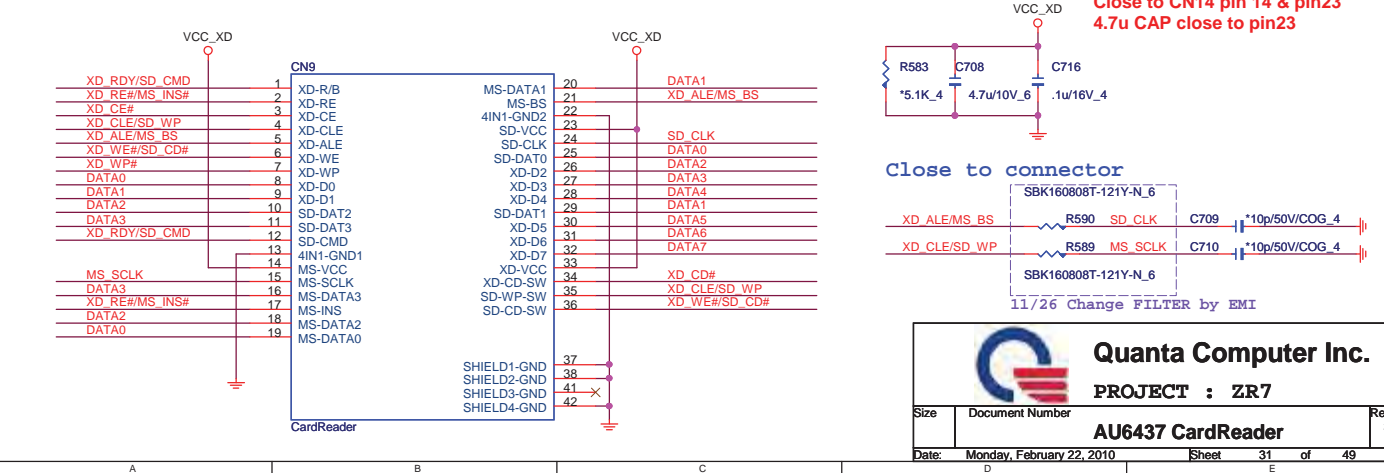 VCC_XD
Close to CN14 pin 14 & pin23
4.7u CAP close to pin23
VCC_XD
VCC_XD
CN9
R583
C708
C716
*5.1K_4
4.7u/10V_6
.1u/16V_4
XD_RDY/SD_CMD 1 XD-R/B
XD_RE#/MS_INS# 2 XD-RE
XD_CE# 3 XD-CE
XD_CLE/SD_WP 4 XD-CLE
XD_ALE/MS_BS 5 XD-ALE
XD_WE#/SD_CD# 6 XD-WE
XD_WP# 7 XD-WP
DATA0 8 XD-D0
DATA1 9 XD-D1
DATA2 10 SD-DAT2
DATA3 11 SD-DAT3
XD_RDY/SD_CMD 12 SD-CMD
13 4IN1-GND1
14 MS-VCC
MS_SCLK 15 MS-SCLK
DATA3 16 MS-DATA3
XD_RE#/MS_INS# 17 MS-INS
DATA2 18 MS-DATA2
DATA0 19 MS-DATA0
MS-DATA1 20 DATA1
MS-BS 21 XD_ALE/MS_BS
4IN1-GND2 22
SD-VCC 23
SD-CLK 24 SD_CLK
SD-DAT0 25 DATA0
XD-D2 26 DATA2
XD-D3 27 DATA3
XD-D4 28 DATA4
SD-DAT1 29 DATA1
XD-D5 30 DATA5
XD-D6 31 DATA6
XD-D7 32 DATA7
XD-VCC 33
XD-CD-SW 34 XD_CD#
SD-WP-SW 35 XD_CLE/SD_WP
SD-CD-SW 36 XD_WE#/SD_CD#
SHIELD1-GND 37
SHIELD2-GND 38
SHIELD3-GND 41
SHIELD4-GND 42
CardReader
Close to connector
SBK160808T-121Y-N_6
XD_ALE/MS_BS R590 SD_CLK C709 *10p/50V/COG_4
XD_CLE/SD_WP R589 MS_SCLK C710 *10p/50V/COG_4
SBK160808T-121Y-N_6
11/26 Change FILTER by EMI
Quanta Computer Inc.
PROJECT : ZR7
Size Document Number
AU6437 CardReader
Date: Monday, February 22, 2010 Sheet 31 of 49
A B C D E